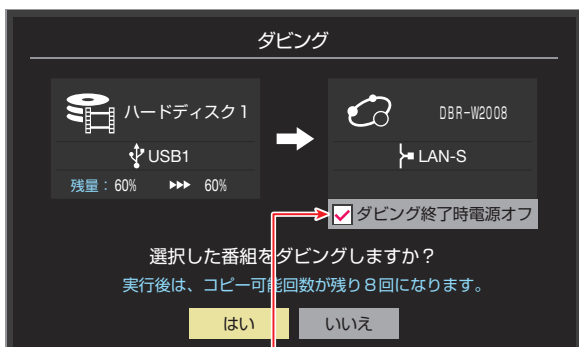 ダビング
ハードディスク1
DBR-W2008
USB1
LAN-S
残量：60% ▶▶▶ 60%
ダビング終了時電源オフ
選択した番組をダビングしますか？
実行後は、コピー可能回数が残り８回になります。
はい
いいえ